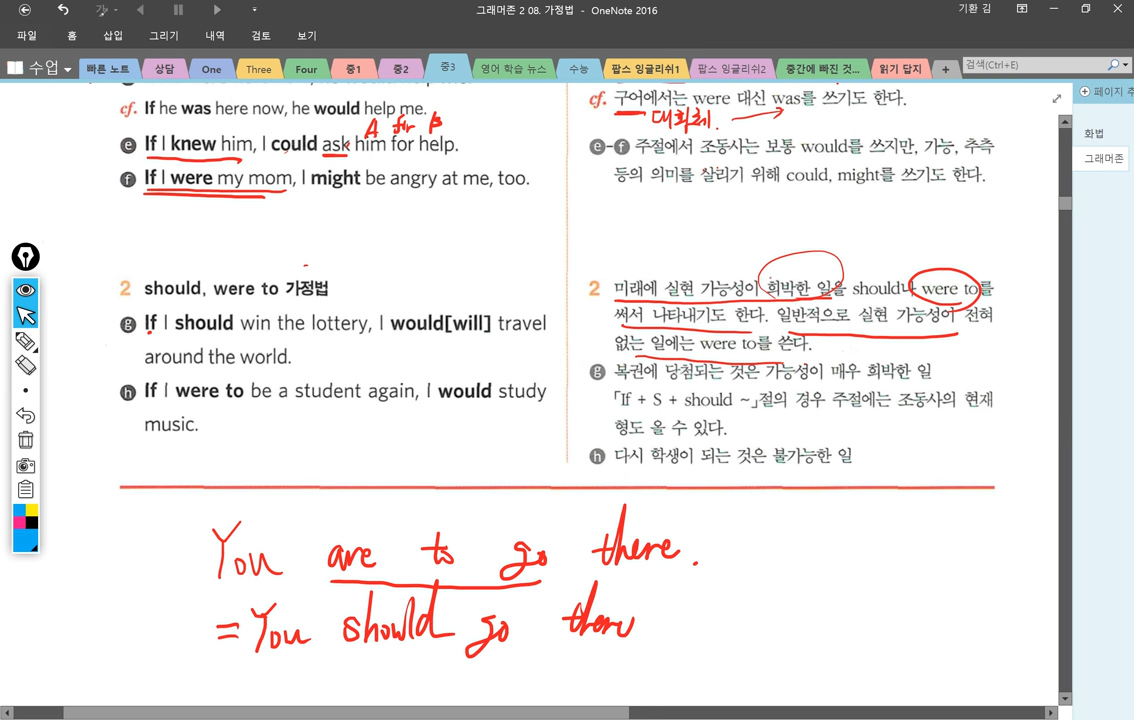 그래머존 2 08. 가정법 - OneNote 2016
기환 김
파일 홈 삽입 그리기 내역 검토 보기
수업 빠른 노트 상담 One Three Four 중1 중2 중3 영어 학습 뉴스 수능 팝스 잉글리쉬1 팝스 잉글리쉬2 중간에 빠진 것... 읽기 답지 + 검색(Ctrl+E)
페이지 추
화법
그래머존
cf. If he was here now, he would help me.
A for B
e If I knew him, I could ask him for help.
f If I were my mom, I might be angry at me, too.
2 should, were to 가정법
g If I should win the lottery, I would[will] travel
around the world.
h If I were to be a student again, I would study
music.
cf. 구어에서는 were 대신 was를 쓰기도 한다.
대화체.
e-f 주절에서 조동사는 보통 would를 쓰지만, 가능, 추측
등의 의미를 살리기 위해 could, might를 쓰기도 한다.
2 미래에 실현 가능성이 희박한 일을 should나 were to를
써서 나타내기도 한다. 일반적으로 실현 가능성이 전혀
없는 일에는 were to를 쓴다.
g 복권에 당첨되는 것은 가능성이 매우 희박한 일
「If + S + should ~」절의 경우 주절에는 조동사의 현재
형도 올 수 있다.
h 다시 학생이 되는 것은 불가능한 일
You are to go there.
= You should go there